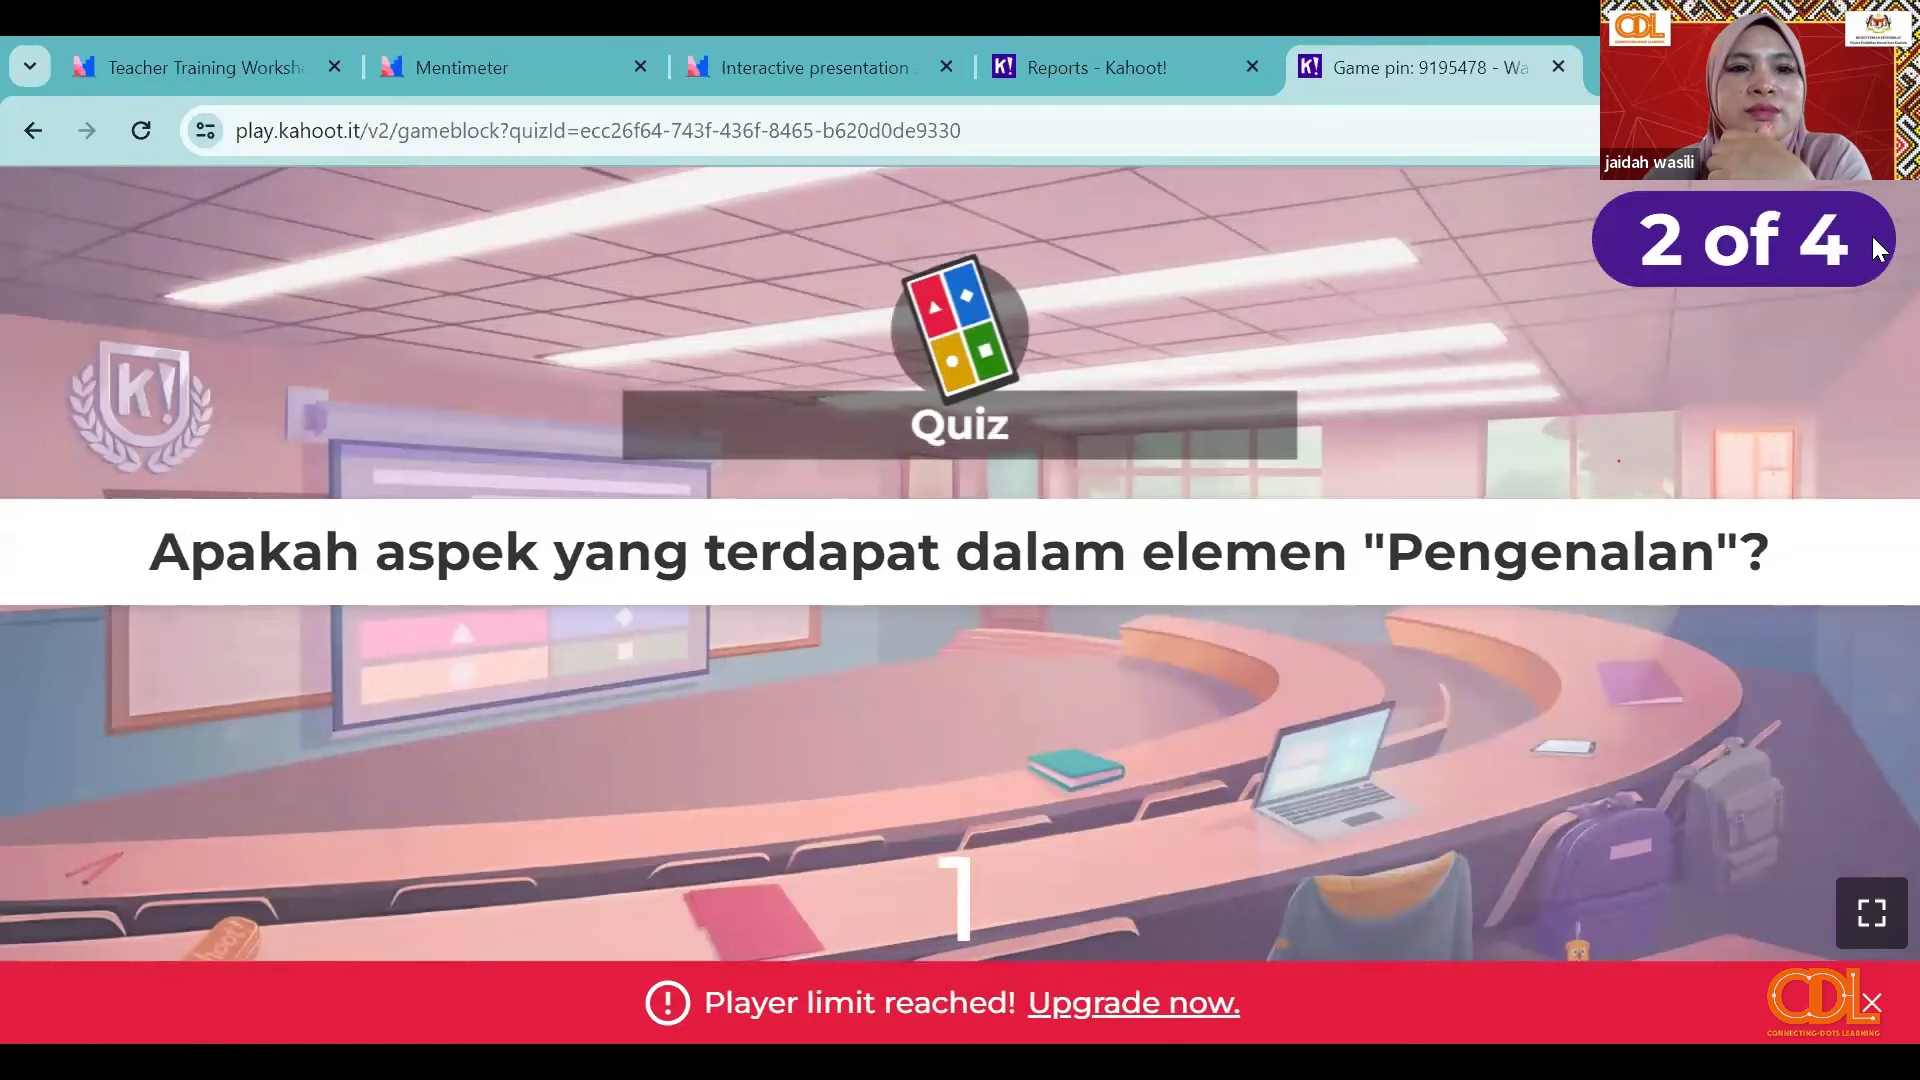 Teacher Training Worksh
Mentimeter
Interactive presentation
Reports - Kahoot!
Game pin: 9195478 - Wa
play.kahoot.it/v2/gameblock?quizId=ecc26f64-743f-436f-8465-b620d0de9330
CDL
jaidah wasili
2 of 4
K!
Quiz
Apakah aspek yang terdapat dalam elemen "Pengenalan"?
1
Player limit reached! Upgrade now.
CDL
CONNECTING-DOTS LEARNING